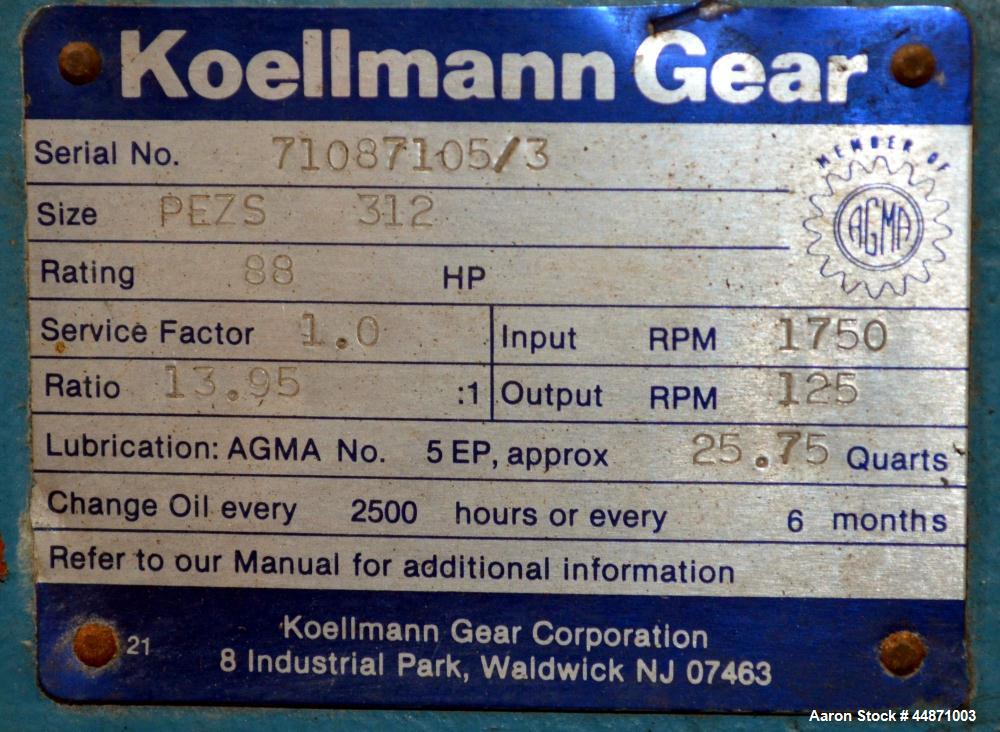 Koellmann Gear
Serial No. 71087105/3
MEMBER OF
AGMA
Size PEZS 312
Rating 88 HP
Service Factor 1.0 Input RPM 1750
Ratio 13.95 :1 Output RPM 125
Lubrication: AGMA No. 5 EP, approx 25.75 Quarts
Change Oil every 2500 hours or every 6 months
Refer to our Manual for additional information
21
Koellmann Gear Corporation
8 Industrial Park, Waldwick NJ 07463
Aaron Stock # 44871003